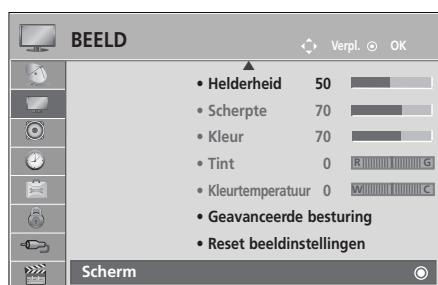 BEELD Verpl. OK
• Helderheid 50
• Scherpte 70
• Kleur 70
• Tint 0 R G
• Kleurtemperatuur 0 W C
• Geavanceerde besturing
• Reset beeldinstellingen
Scherm